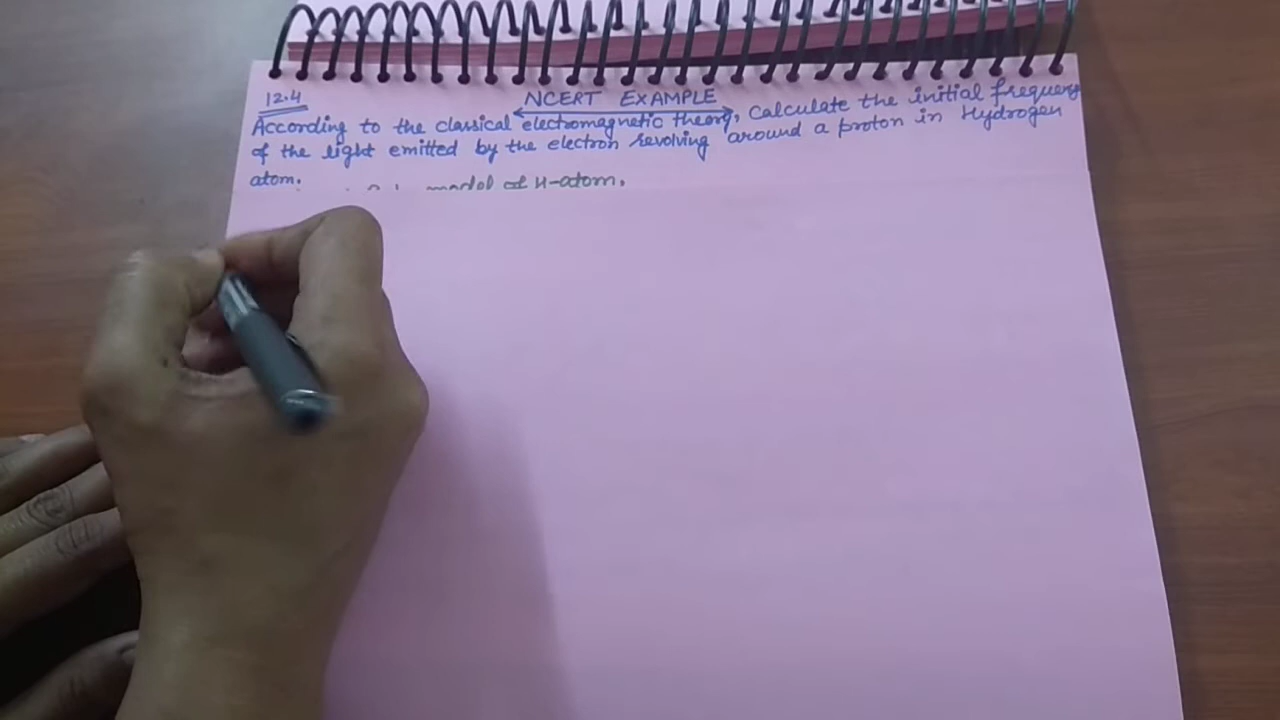 12.4
NCERT EXAMPLE
According to the classical electromagnetic theory, Calculate the initial frequency
of the light emitted by the electron revolving around a proton in Hydrogen
atom.
model of H-atom.